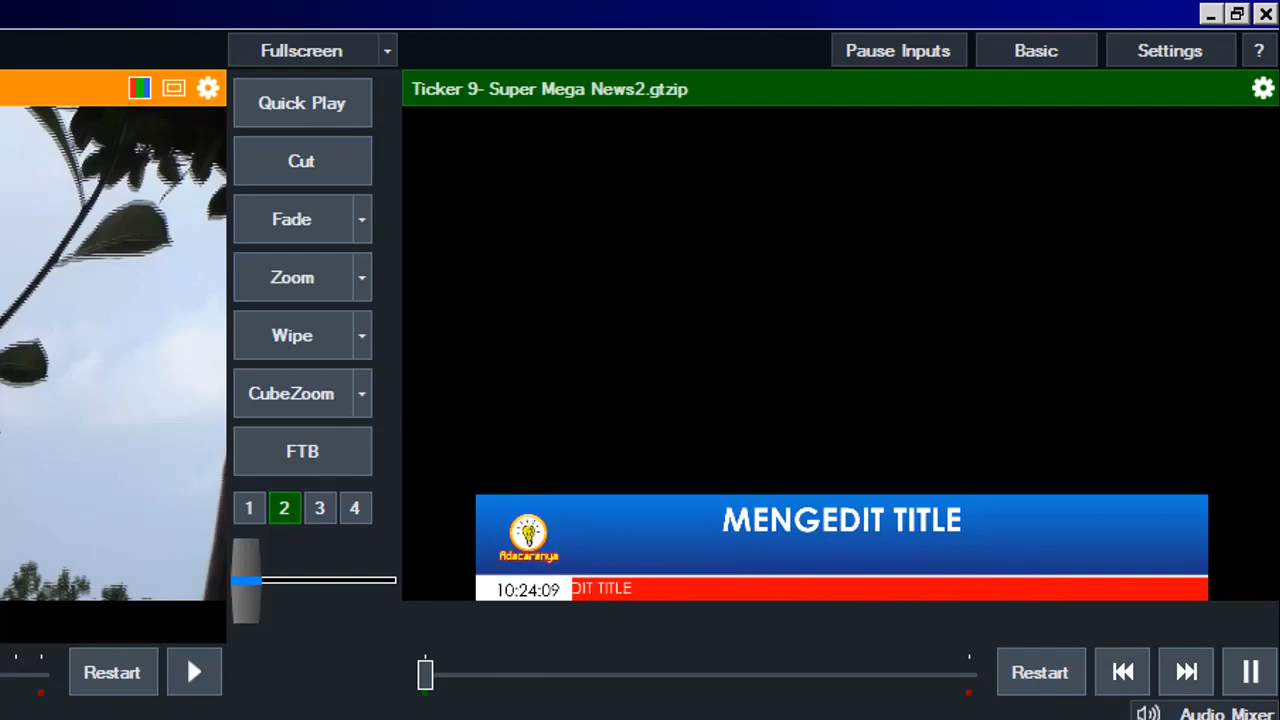 Fullscreen
Pause Inputs
Basic
Settings
?
Ticker 9- Super Mega News2.gtzip
Quick Play
Cut
Fade
Zoom
Wipe
CubeZoom
FTB
1 2 3 4
MENGEDIT TITLE
Adacaranya
10:24:09
DIT TITLE
Restart
Restart
Audio Mixer